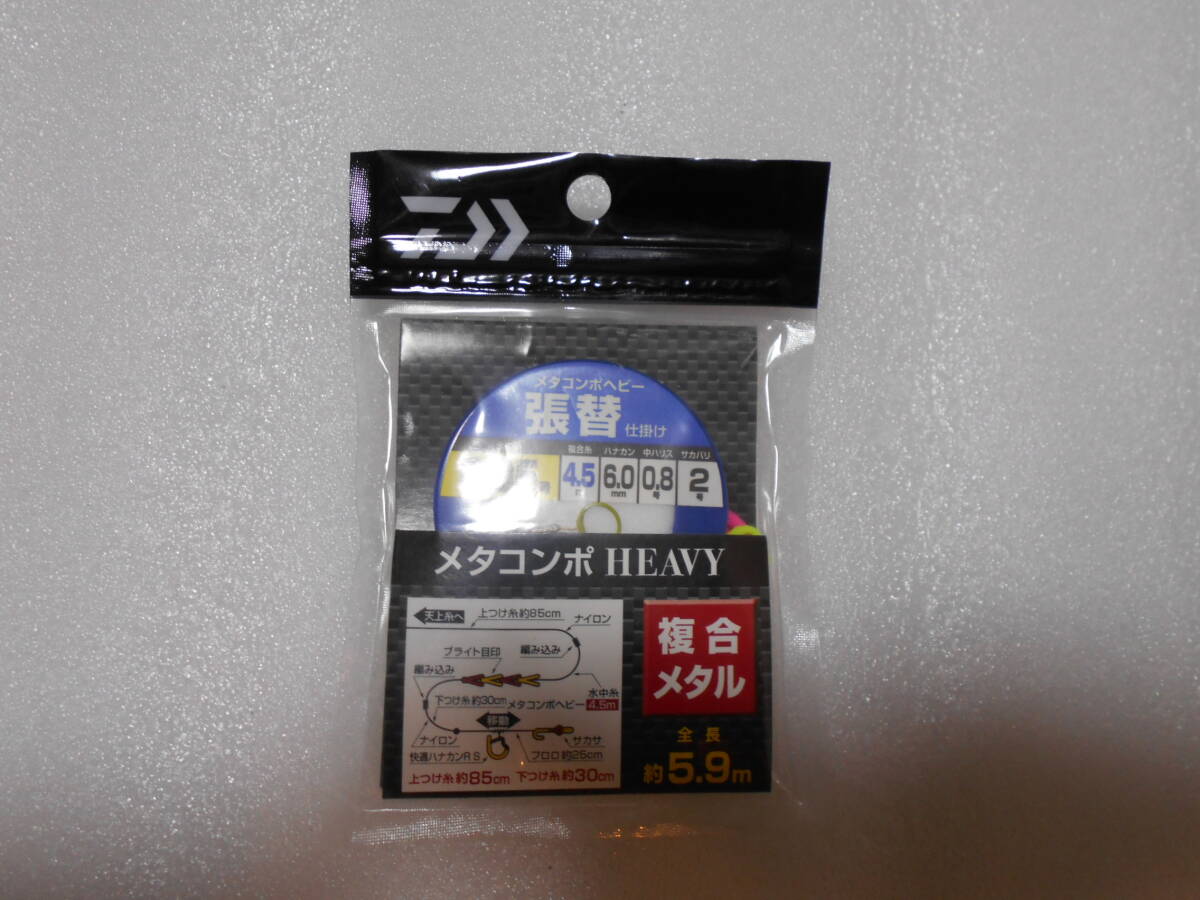 メタコンポヘビー
張替 仕掛け
複合糸 ハナカン 中ハリス サカバリ
4.5m 6.0mm 0.8号 2号
メタコンポ HEAVY
天上糸へ 上つけ糸約85cm ナイロン
ブライト目印 編み込み
編み込み
水中糸
下つけ糸約30cm メタコンポヘビー 4.5m
移動
ナイロン サカサ
快適ハナカンRS フロロ約25cm
上つけ糸約85cm 下つけ糸約30cm
複合
メタル
全長
約5.9m